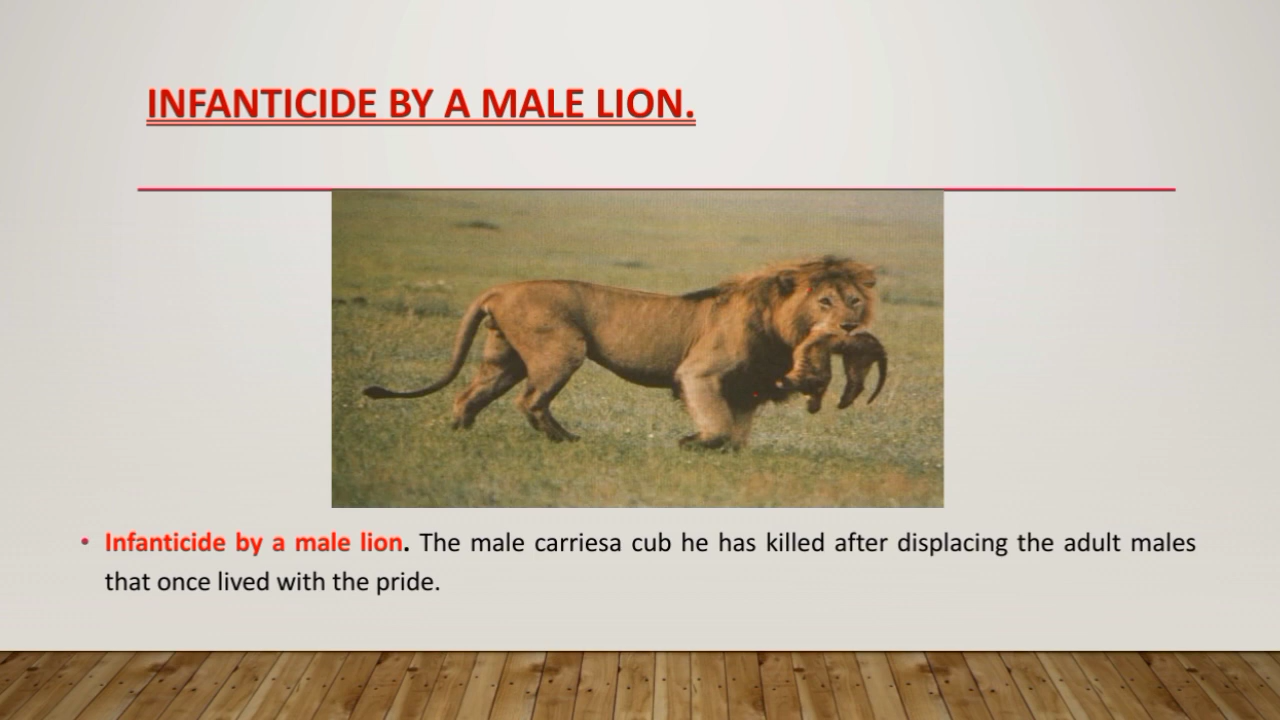 INFANTICIDE BY A MALE LION.
• Infanticide by a male lion. The male carriesa cub he has killed after displacing the adult males
that once lived with the pride.